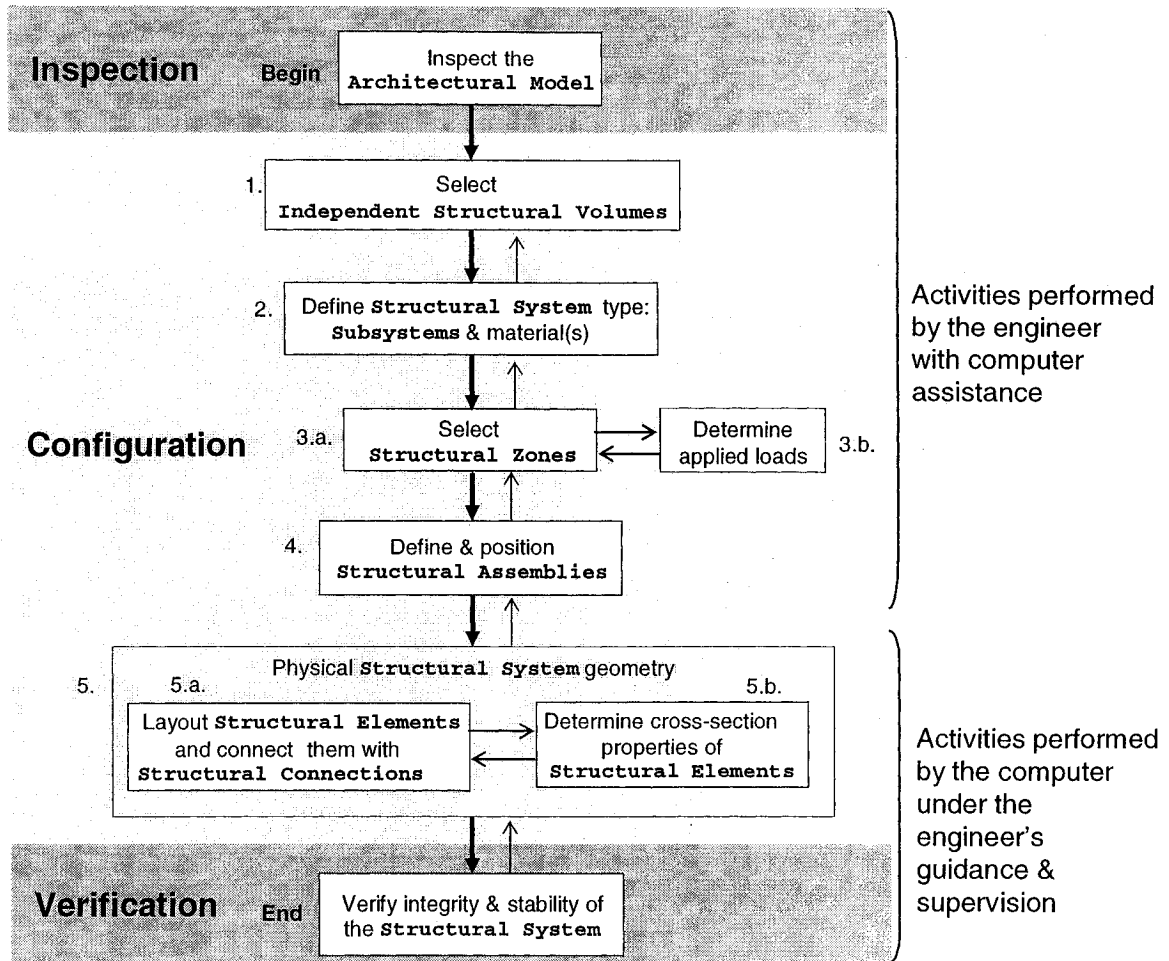 Inspection
Begin
Inspect the
Architectural Model
1.
Select
Independent Structural Volumes
2.
Define Structural System type:
Subsystems & material(s)
Configuration
3.a.
Select
Structural Zones
Determine
applied loads
3.b.
4.
Define & position
Structural Assemblies
Activities performed
by the engineer
with computer
assistance
5.
Physical Structural System geometry
5.a.
Layout Structural Elements
and connect them with
Structural Connections
5.b.
Determine cross-section
properties of
Structural Elements
Activities performed
by the computer
under the
engineer's
guidance &
supervision
Verification
End
Verify integrity & stability of
the Structural System